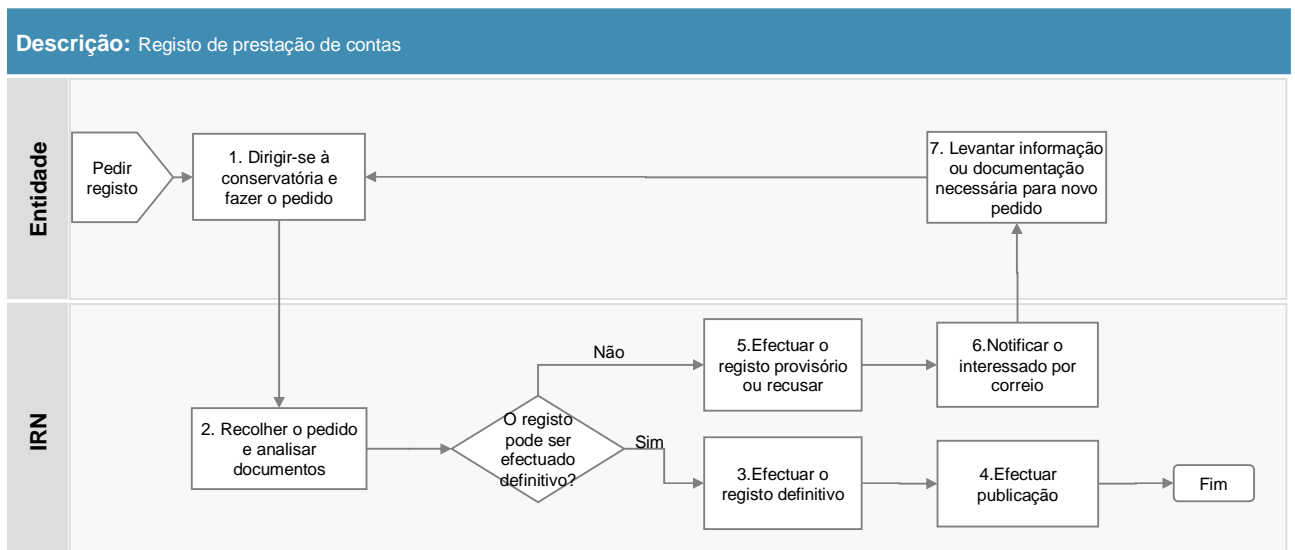 Descrição: Registo de prestação de contas
Entidade
Pedir
registo
1. Dirigir-se à
conservatória e
fazer o pedido
7. Levantar informação
ou documentação
necessária para novo
pedido
IRN
2. Recolher o pedido
e analisar
documentos
O registo
pode ser
efectuado
definitivo?
Não
Sim
5.Efectuar o
registo provisório
ou recusar
6.Notificar o
interessado por
correio
3.Efectuar o
registo definitivo
4.Efectuar
publicação
Fim